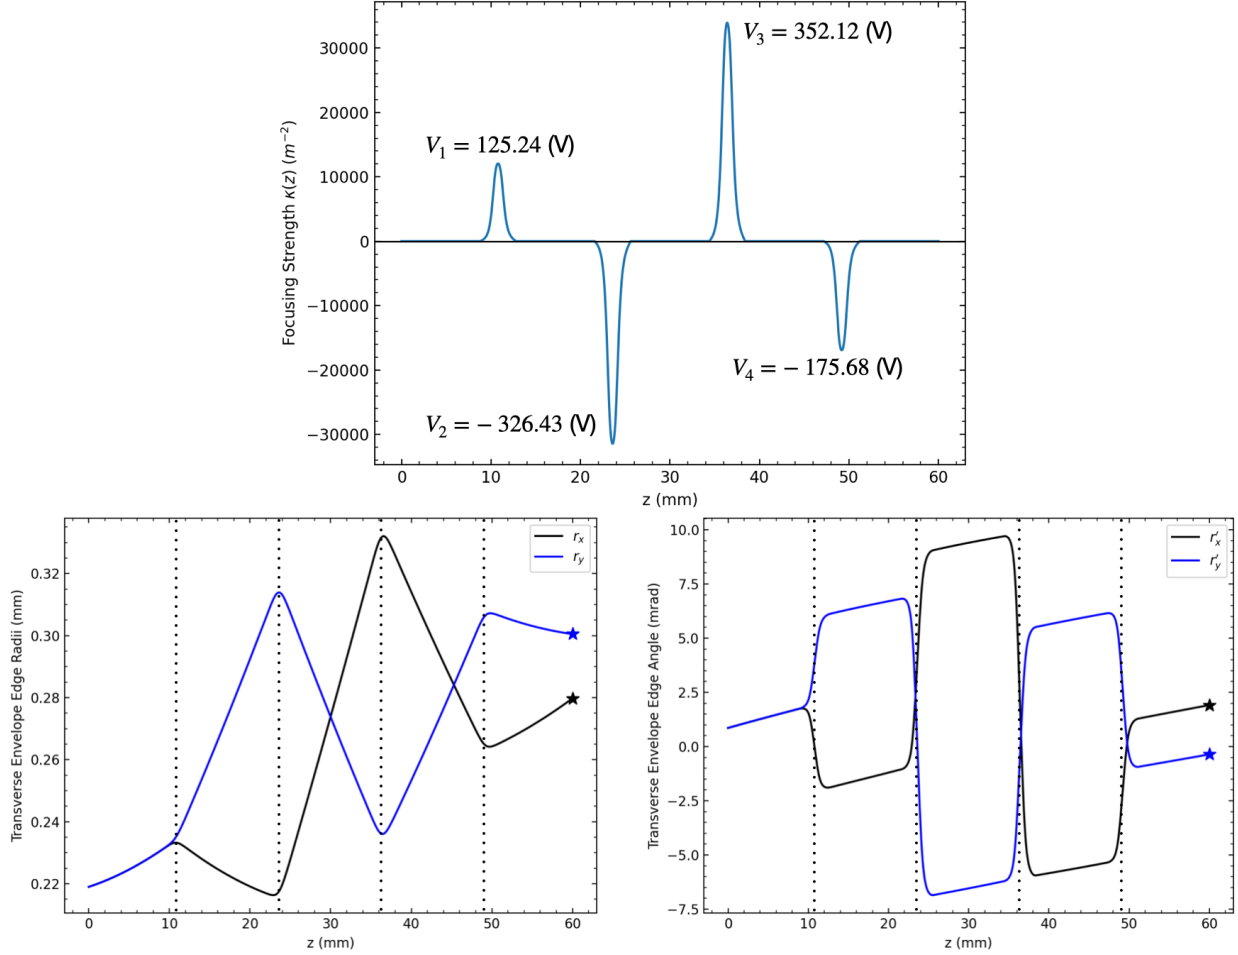 30000
20000
10000
0
−10000
−20000
−30000
Focusing Strength κ(z) (m⁻²)
V₃ = 352.12 (V)
V₁ = 125.24 (V)
V₄ = − 175.68 (V)
V₂ = − 326.43 (V)
0 10 20 30 40 50 60
z (mm)
Transverse Envelope Edge Radii (mm)
0.32
0.30
0.28
0.26
0.24
0.22
rₓ
r_y
0 10 20 30 40 50 60
z (mm)
Transverse Envelope Edge Angle (mrad)
10.0
7.5
5.0
2.5
0.0
−2.5
−5.0
−7.5
r′ₓ
r′_y
0 10 20 30 40 50 60
z (mm)